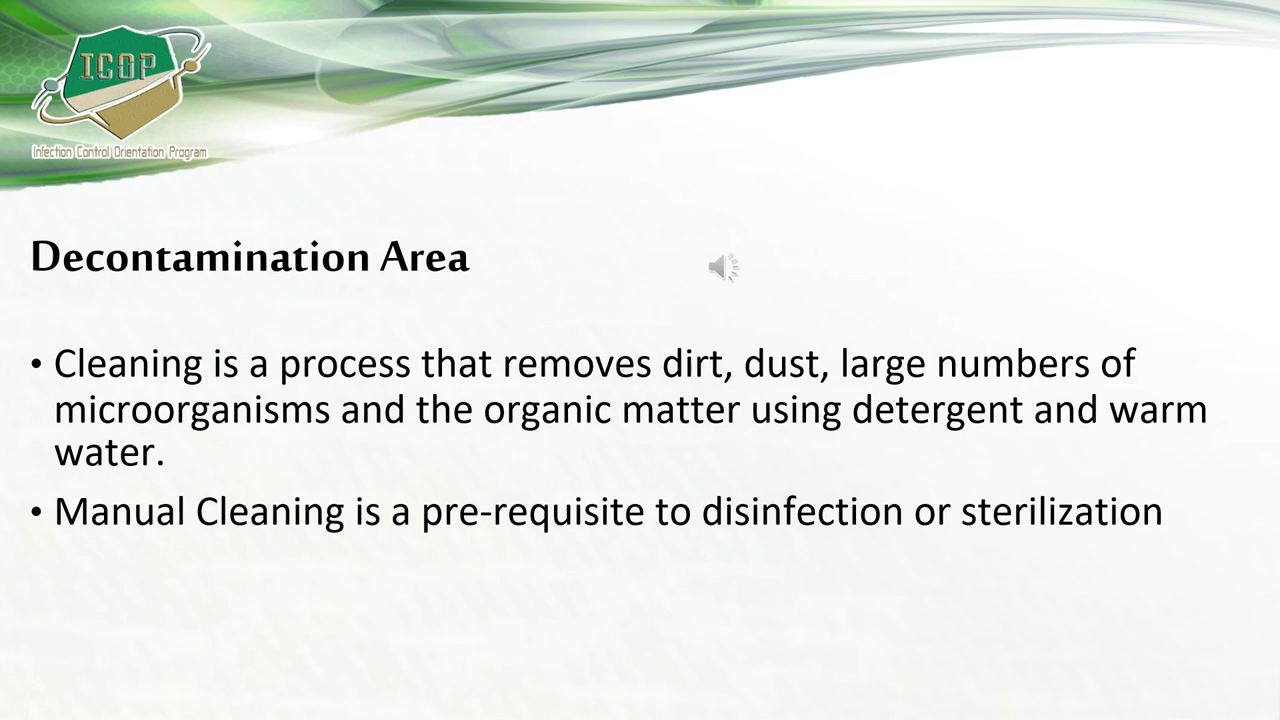 ICOP
Infection Control Orientation Program
Decontamination Area
• Cleaning is a process that removes dirt, dust, large numbers of
microorganisms and the organic matter using detergent and warm
water.
• Manual Cleaning is a pre-requisite to disinfection or sterilization